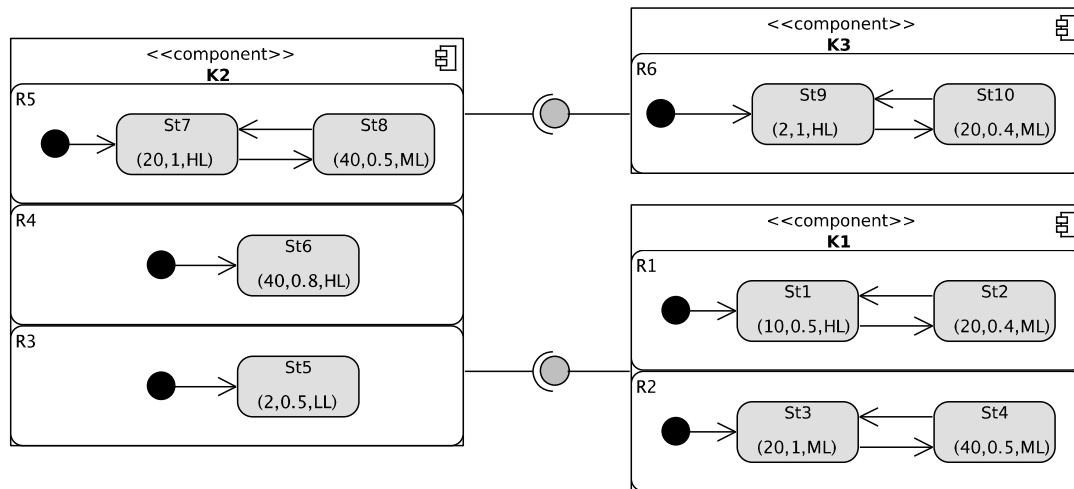 <<component>>
K2
R5
St7
(20,1,HL)
St8
(40,0.5,ML)
R4
St6
(40,0.8,HL)
R3
St5
(2,0.5,LL)
<<component>>
K3
R6
St9
(2,1,HL)
St10
(20,0.4,ML)
<<component>>
K1
R1
St1
(10,0.5,HL)
St2
(20,0.4,ML)
R2
St3
(20,1,ML)
St4
(40,0.5,ML)